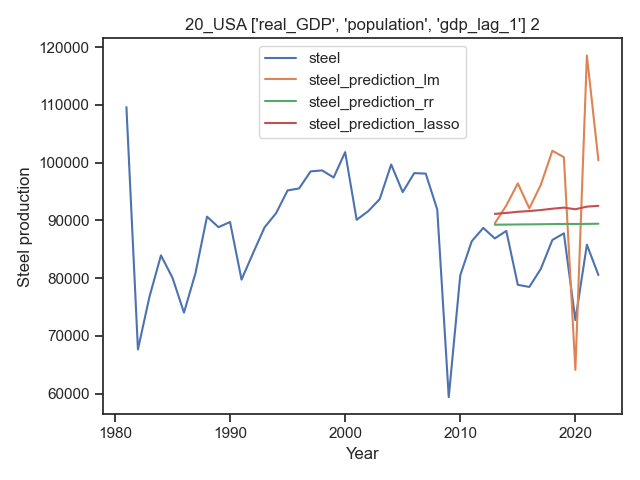 20_USA ['real_GDP', 'population', 'gdp_lag_1'] 2
steel
steel_prediction_lm
steel_prediction_rr
steel_prediction_lasso
120000
110000
100000
90000
80000
70000
60000
Steel production
1980 1990 2000 2010 2020
Year